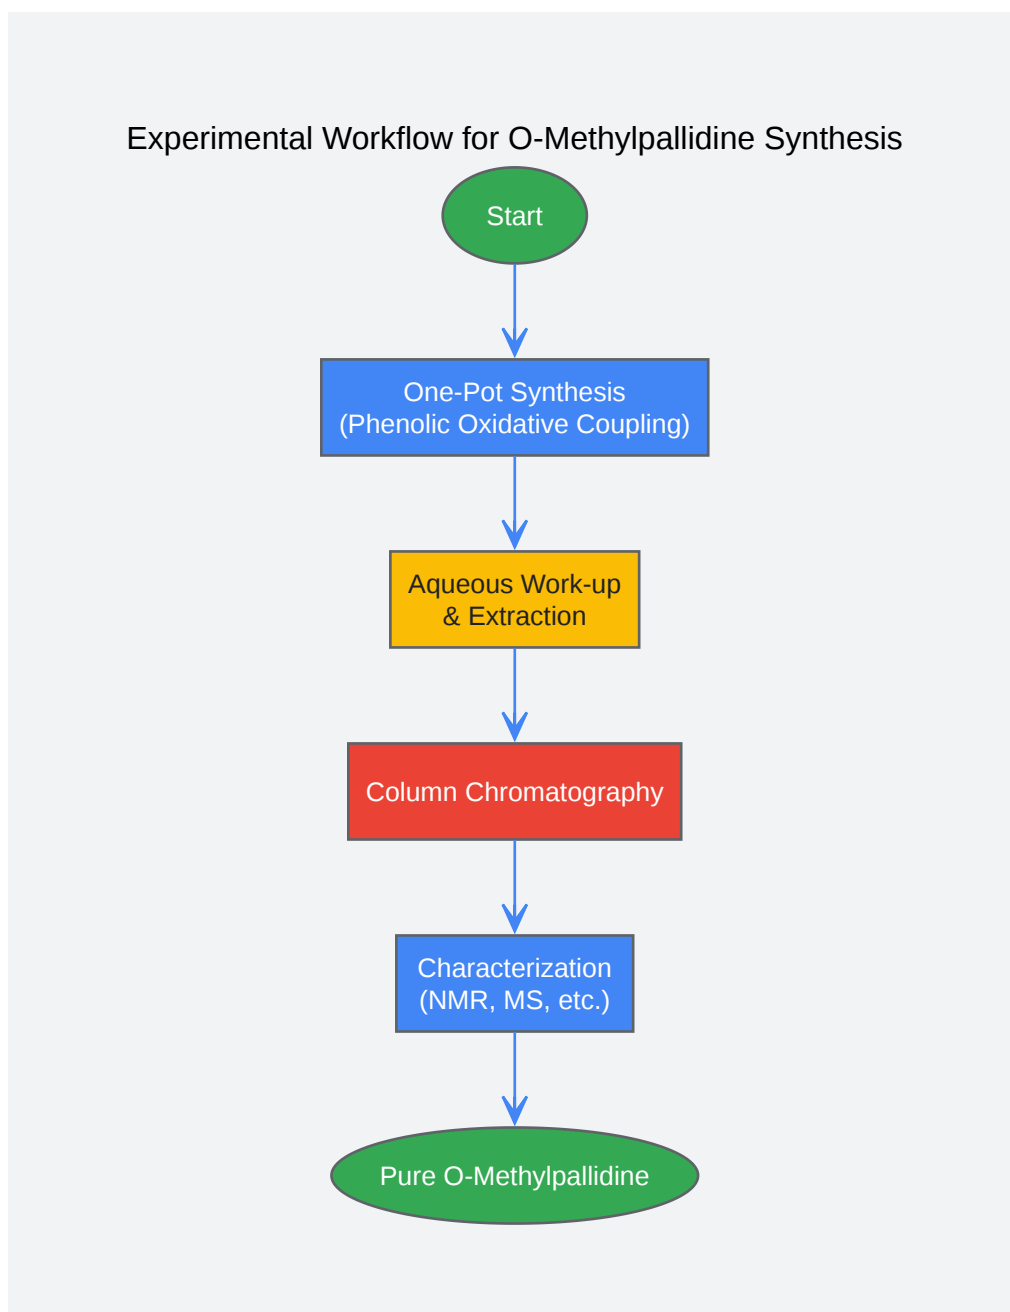 Experimental Workflow for O-Methylpallidine Synthesis
Start
One-Pot Synthesis
(Phenolic Oxidative Coupling)
Aqueous Work-up
& Extraction
Column Chromatography
Characterization
(NMR, MS, etc.)
Pure O-Methylpallidine